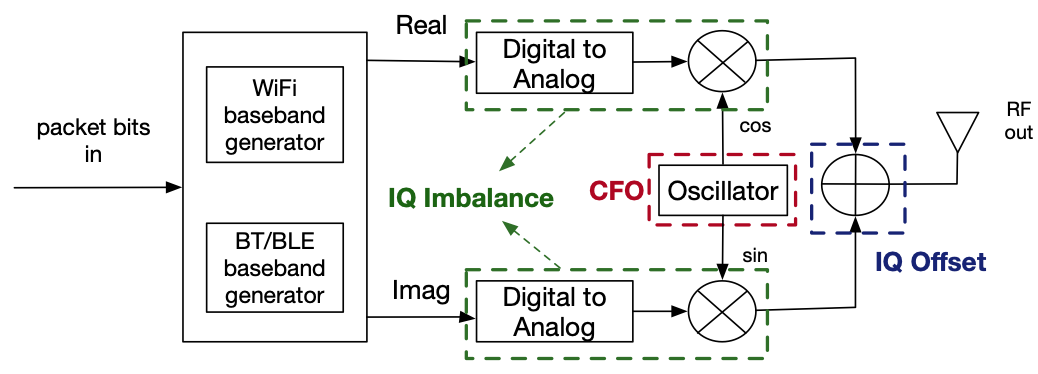 packet bits
in
WiFi
baseband
generator
BT/BLE
baseband
generator
Real
Digital to
Analog
cos
IQ Imbalance
CFO
Oscillator
sin
Imag
Digital to
Analog
IQ Offset
RF
out